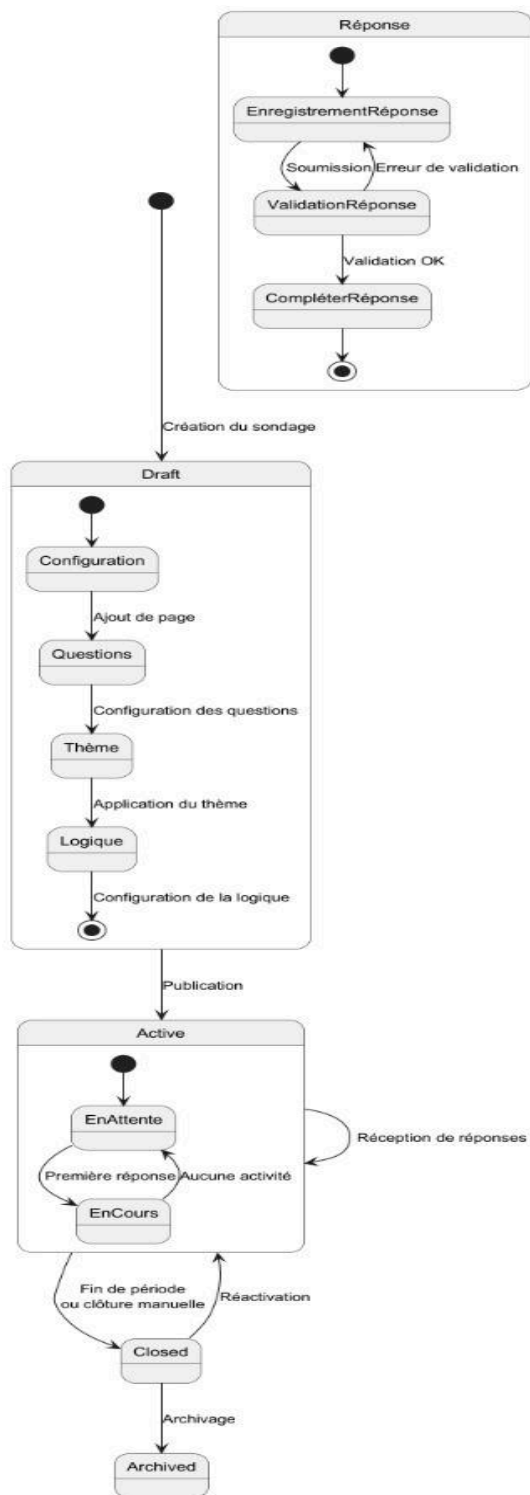 Réponse
EnregistrementRéponse
Soumission
Erreur de validation
ValidationRéponse
Validation OK
CompléterRéponse
Création du sondage
Draft
Configuration
Ajout de page
Questions
Configuration des questions
Thème
Application du thème
Logique
Configuration de la logique
Publication
Active
EnAttente
Réception de réponses
Première réponse
Aucune activité
EnCours
Fin de période
ou clôture manuelle
Réactivation
Closed
Archivage
Archived